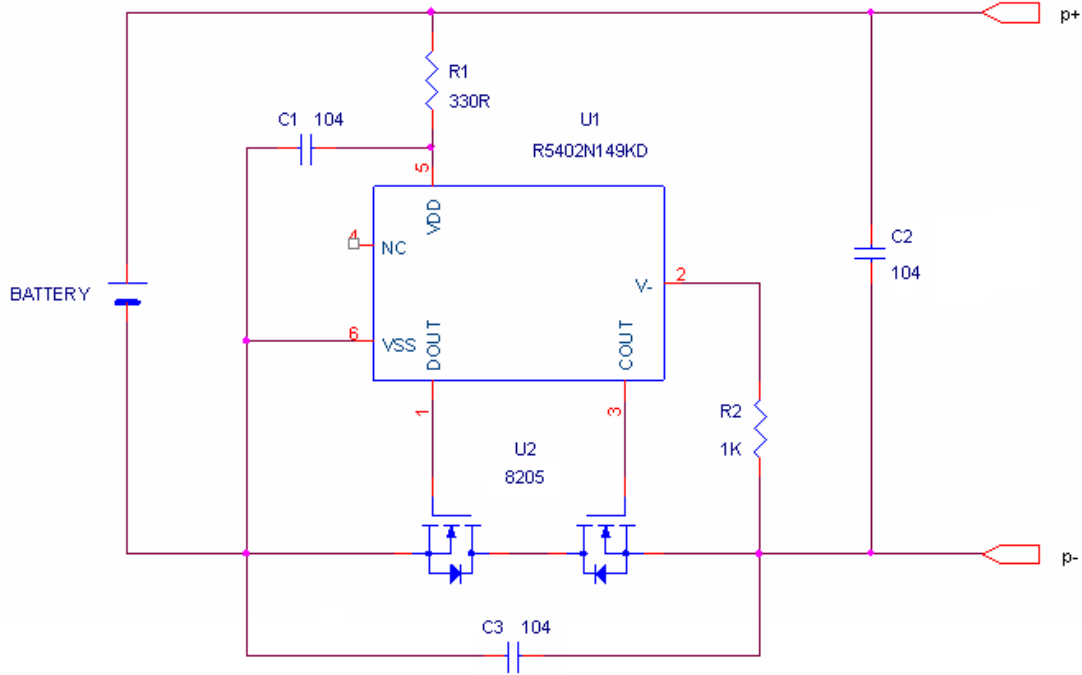 p+
R1
330R
C1 104
U1
R5402N149KD
5
VDD
4
NC
C2
104
2
V-
BATTERY
6
VSS
DOUT
COUT
1
3
R2
1K
U2
8205
p-
C3 104